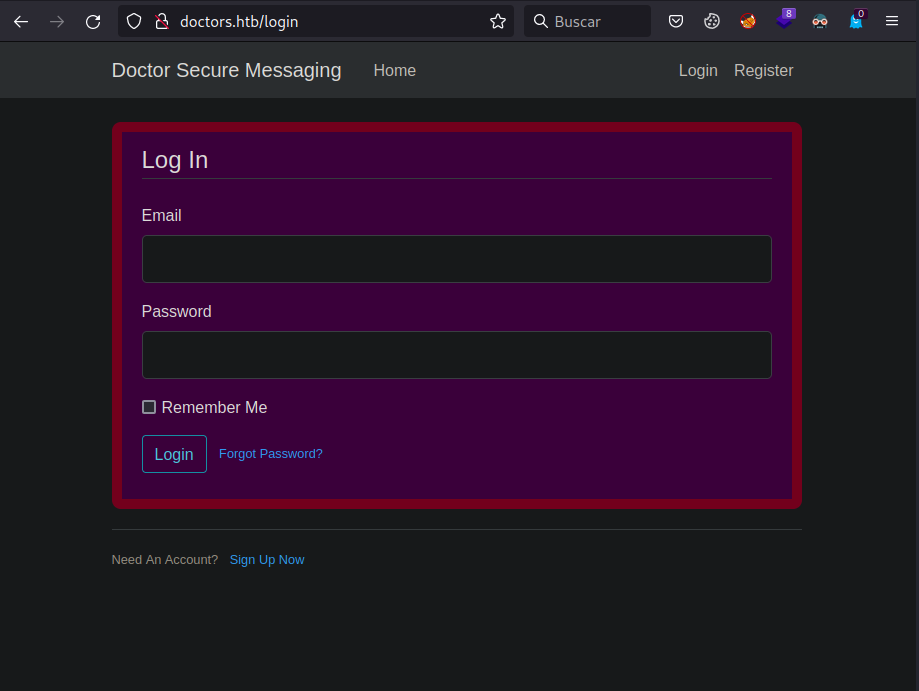 doctors.htb/login Buscar 8 0
Doctor Secure Messaging Home Login Register
Log In
Email
Password
Remember Me
Login Forgot Password?
Need An Account? Sign Up Now